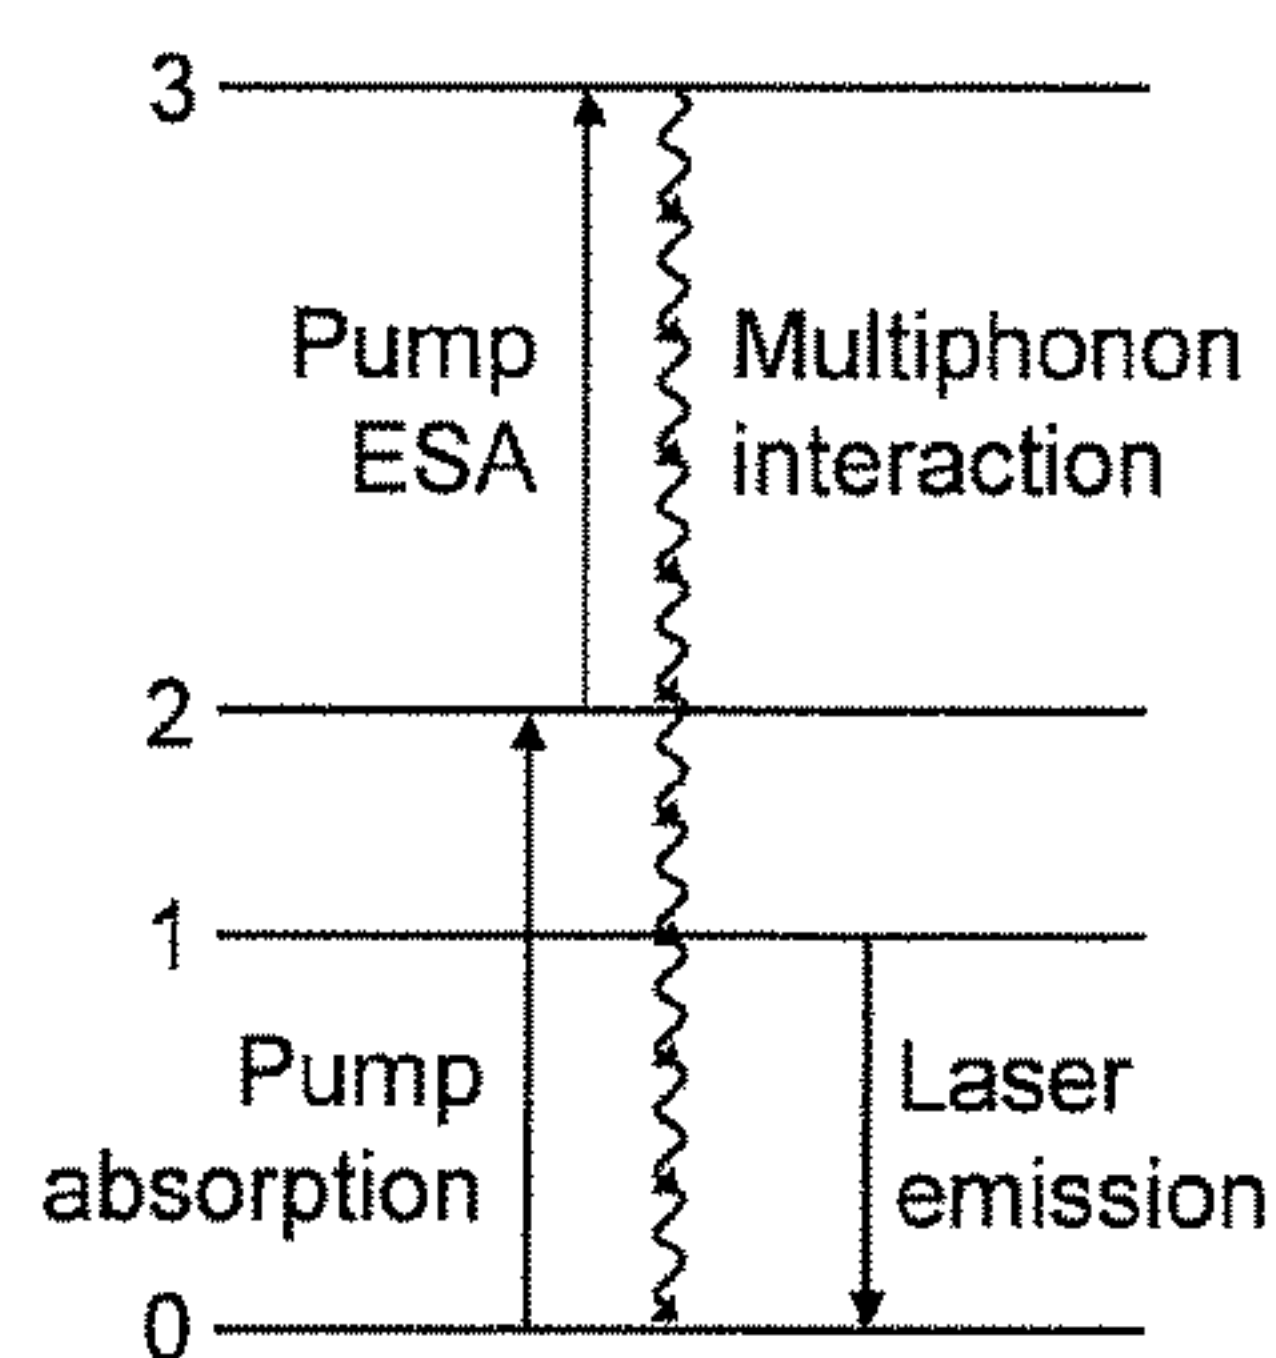 3
Pump
ESA
Multiphonon
interaction
2
1
Pump
absorption
Laser
emission
0